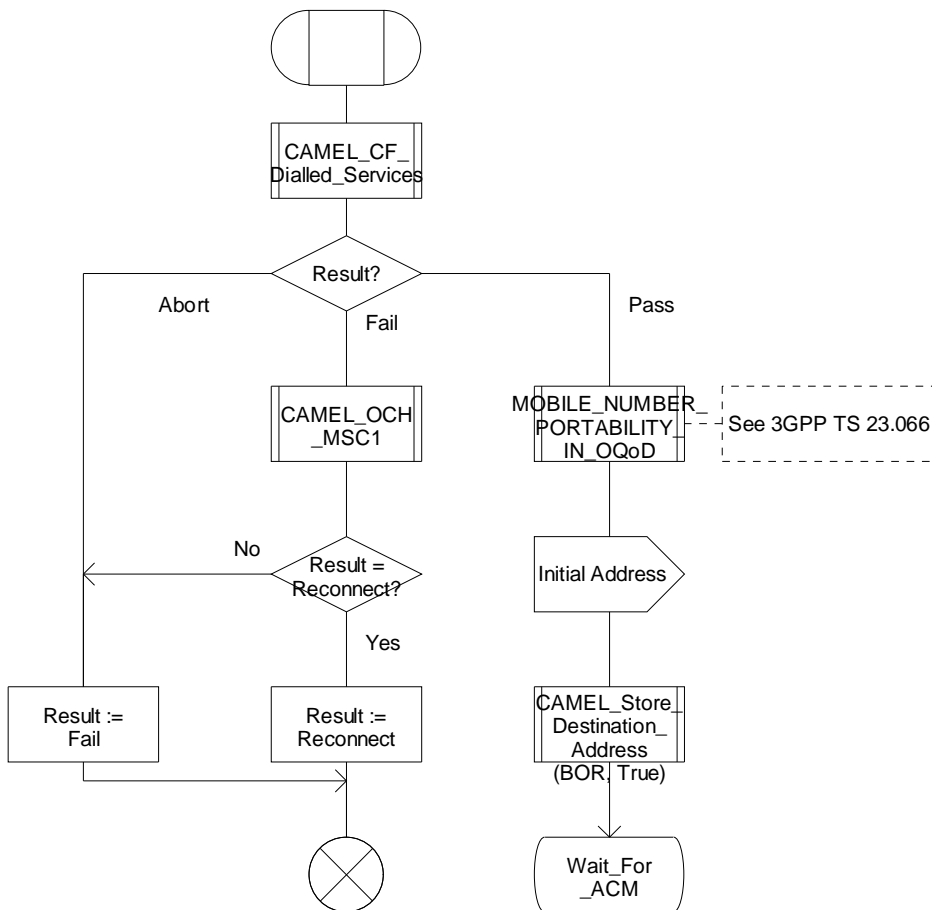 CAMEL_CF_
Dialled_Services
Result?
Abort
Pass
Fail
CAMEL_OCH
_MSC1
MOBILE_NUMBER_
PORTABILITY_
IN_OQoD
See 3GPP TS 23.066
No
Result =
Reconnect?
Initial Address
Yes
Result :=
Fail
Result :=
Reconnect
CAMEL_Store_
Destination_
Address
(BOR, True)
Wait_For
_ACM